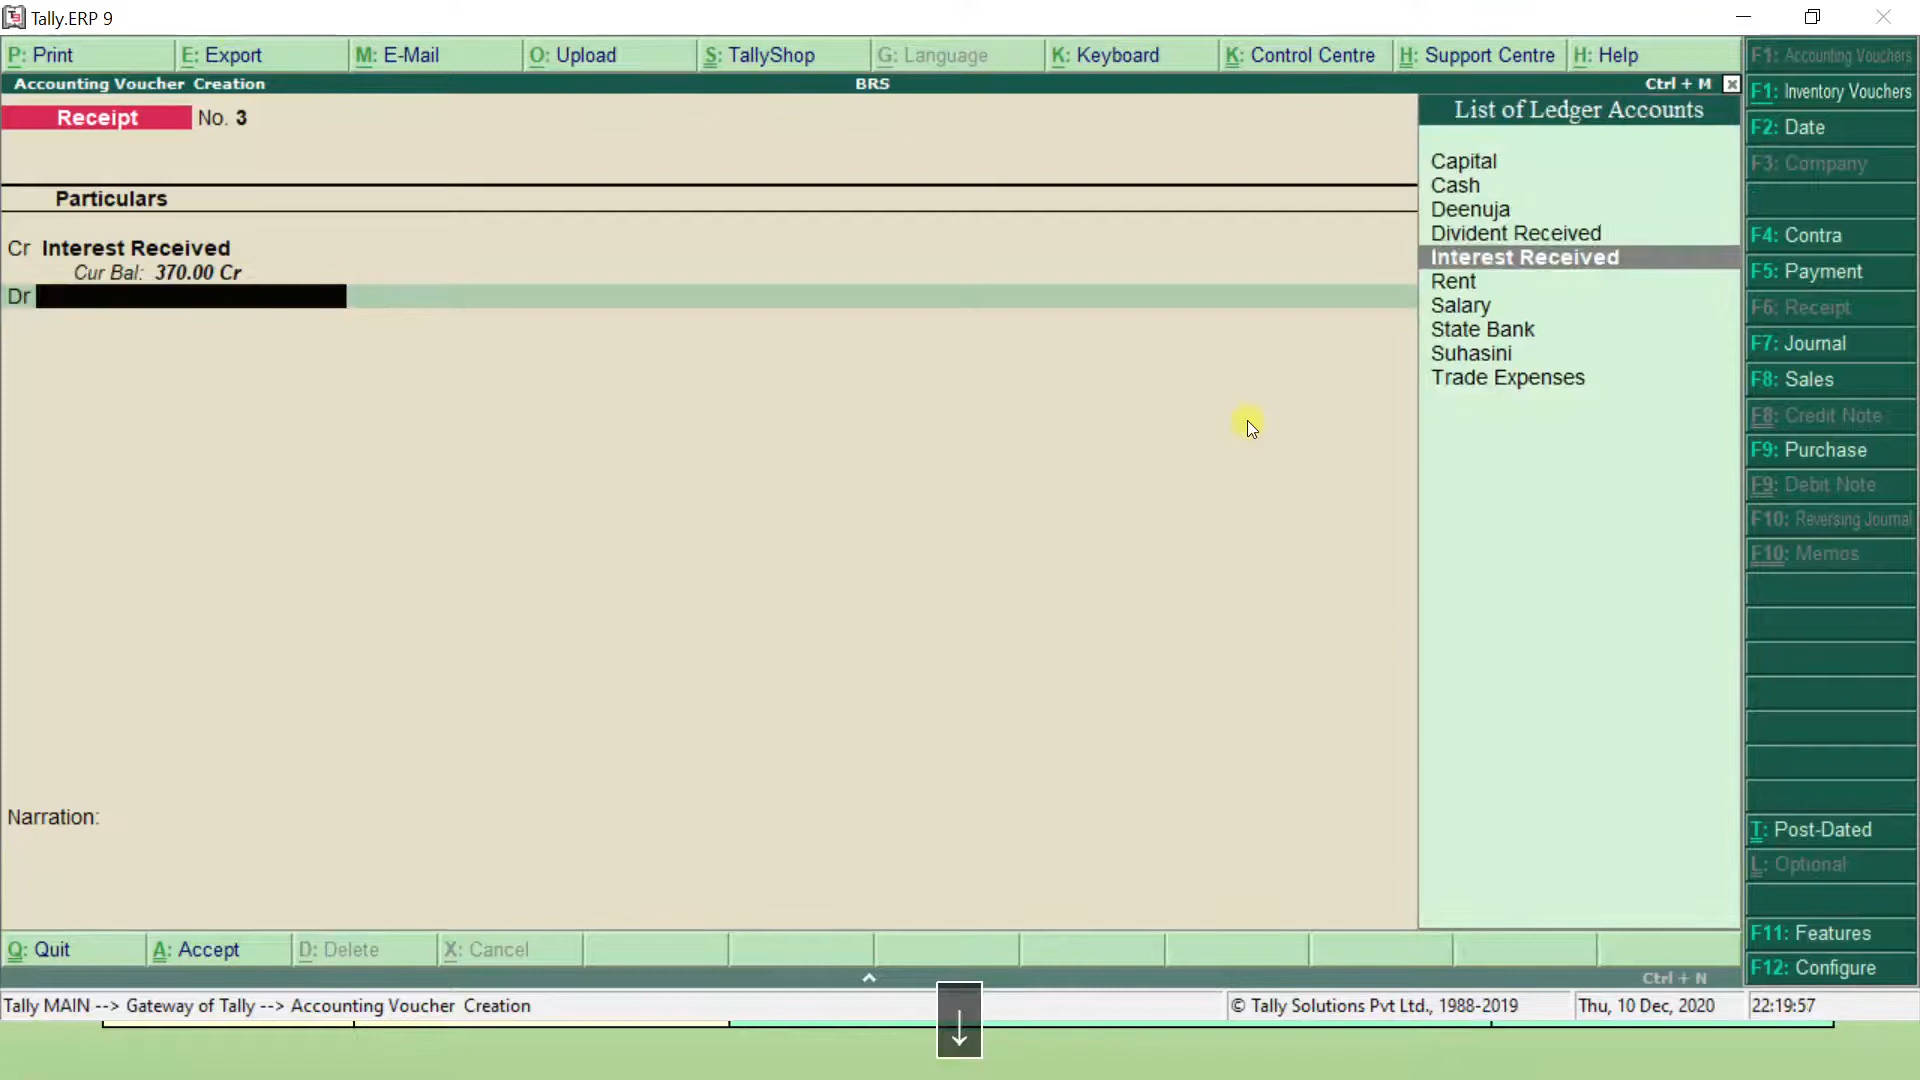 Tally.ERP 9
P: Print
E: Export
M: E-Mail
O: Upload
S: TallyShop
G: Language
K: Keyboard
K: Control Centre
H: Support Centre
H: Help
Accounting Voucher Creation
BRS
Ctrl + M
Receipt No. 3
Particulars
Cr Interest Received
Cur Bal: 370.00 Cr
Dr
Narration:
List of Ledger Accounts
Capital
Cash
Deenuja
Divident Received
Interest Received
Rent
Salary
State Bank
Suhasini
Trade Expenses
F1: Accounting Vouchers
F1: Inventory Vouchers
F2: Date
F3: Company
F4: Contra
F5: Payment
F6: Receipt
F7: Journal
F8: Sales
F8: Credit Note
F9: Purchase
F9: Debit Note
F10: Reversing Journal
F10: Memos
T: Post-Dated
L: Optional
F11: Features
F12: Configure
Q: Quit
A: Accept
D: Delete
X: Cancel
Ctrl + N
Tally MAIN --> Gateway of Tally --> Accounting Voucher Creation
© Tally Solutions Pvt Ltd., 1988-2019
Thu, 10 Dec, 2020
22:19:57